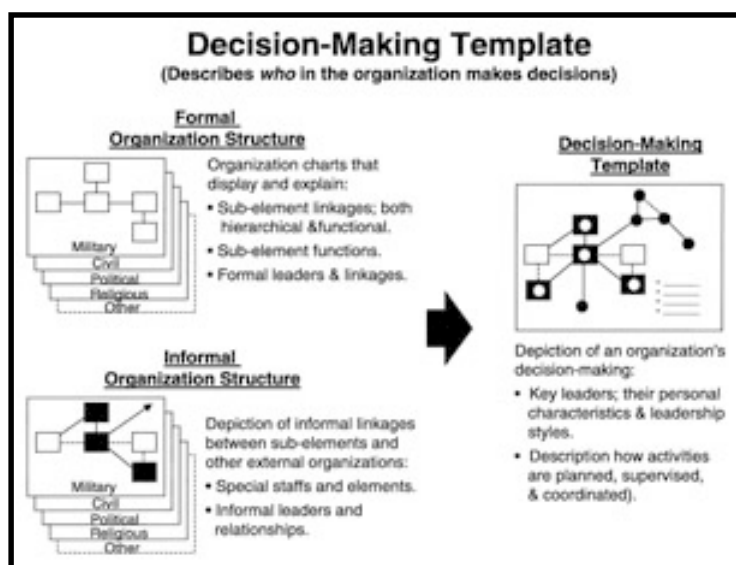 Decision-Making Template
(Describes who in the organization makes decisions)
Formal
Organization Structure
Military
Civil
Political
Religious
Other
Organization charts that
display and explain:
• Sub-element linkages; both
hierarchical &functional.
• Sub-element functions.
• Formal leaders & linkages.
Informal
Organization Structure
Military
Civil
Political
Religious
Other
Depiction of informal linkages
between sub-elements and
other external organizations:
• Special staffs and elements.
• Informal leaders and
relationships.
Decision-Making
Template
Depiction of an organization's
decision-making:
• Key leaders; their personal
characteristics & leadership
styles.
• Description how activities
are planned, supervised,
& coordinated).